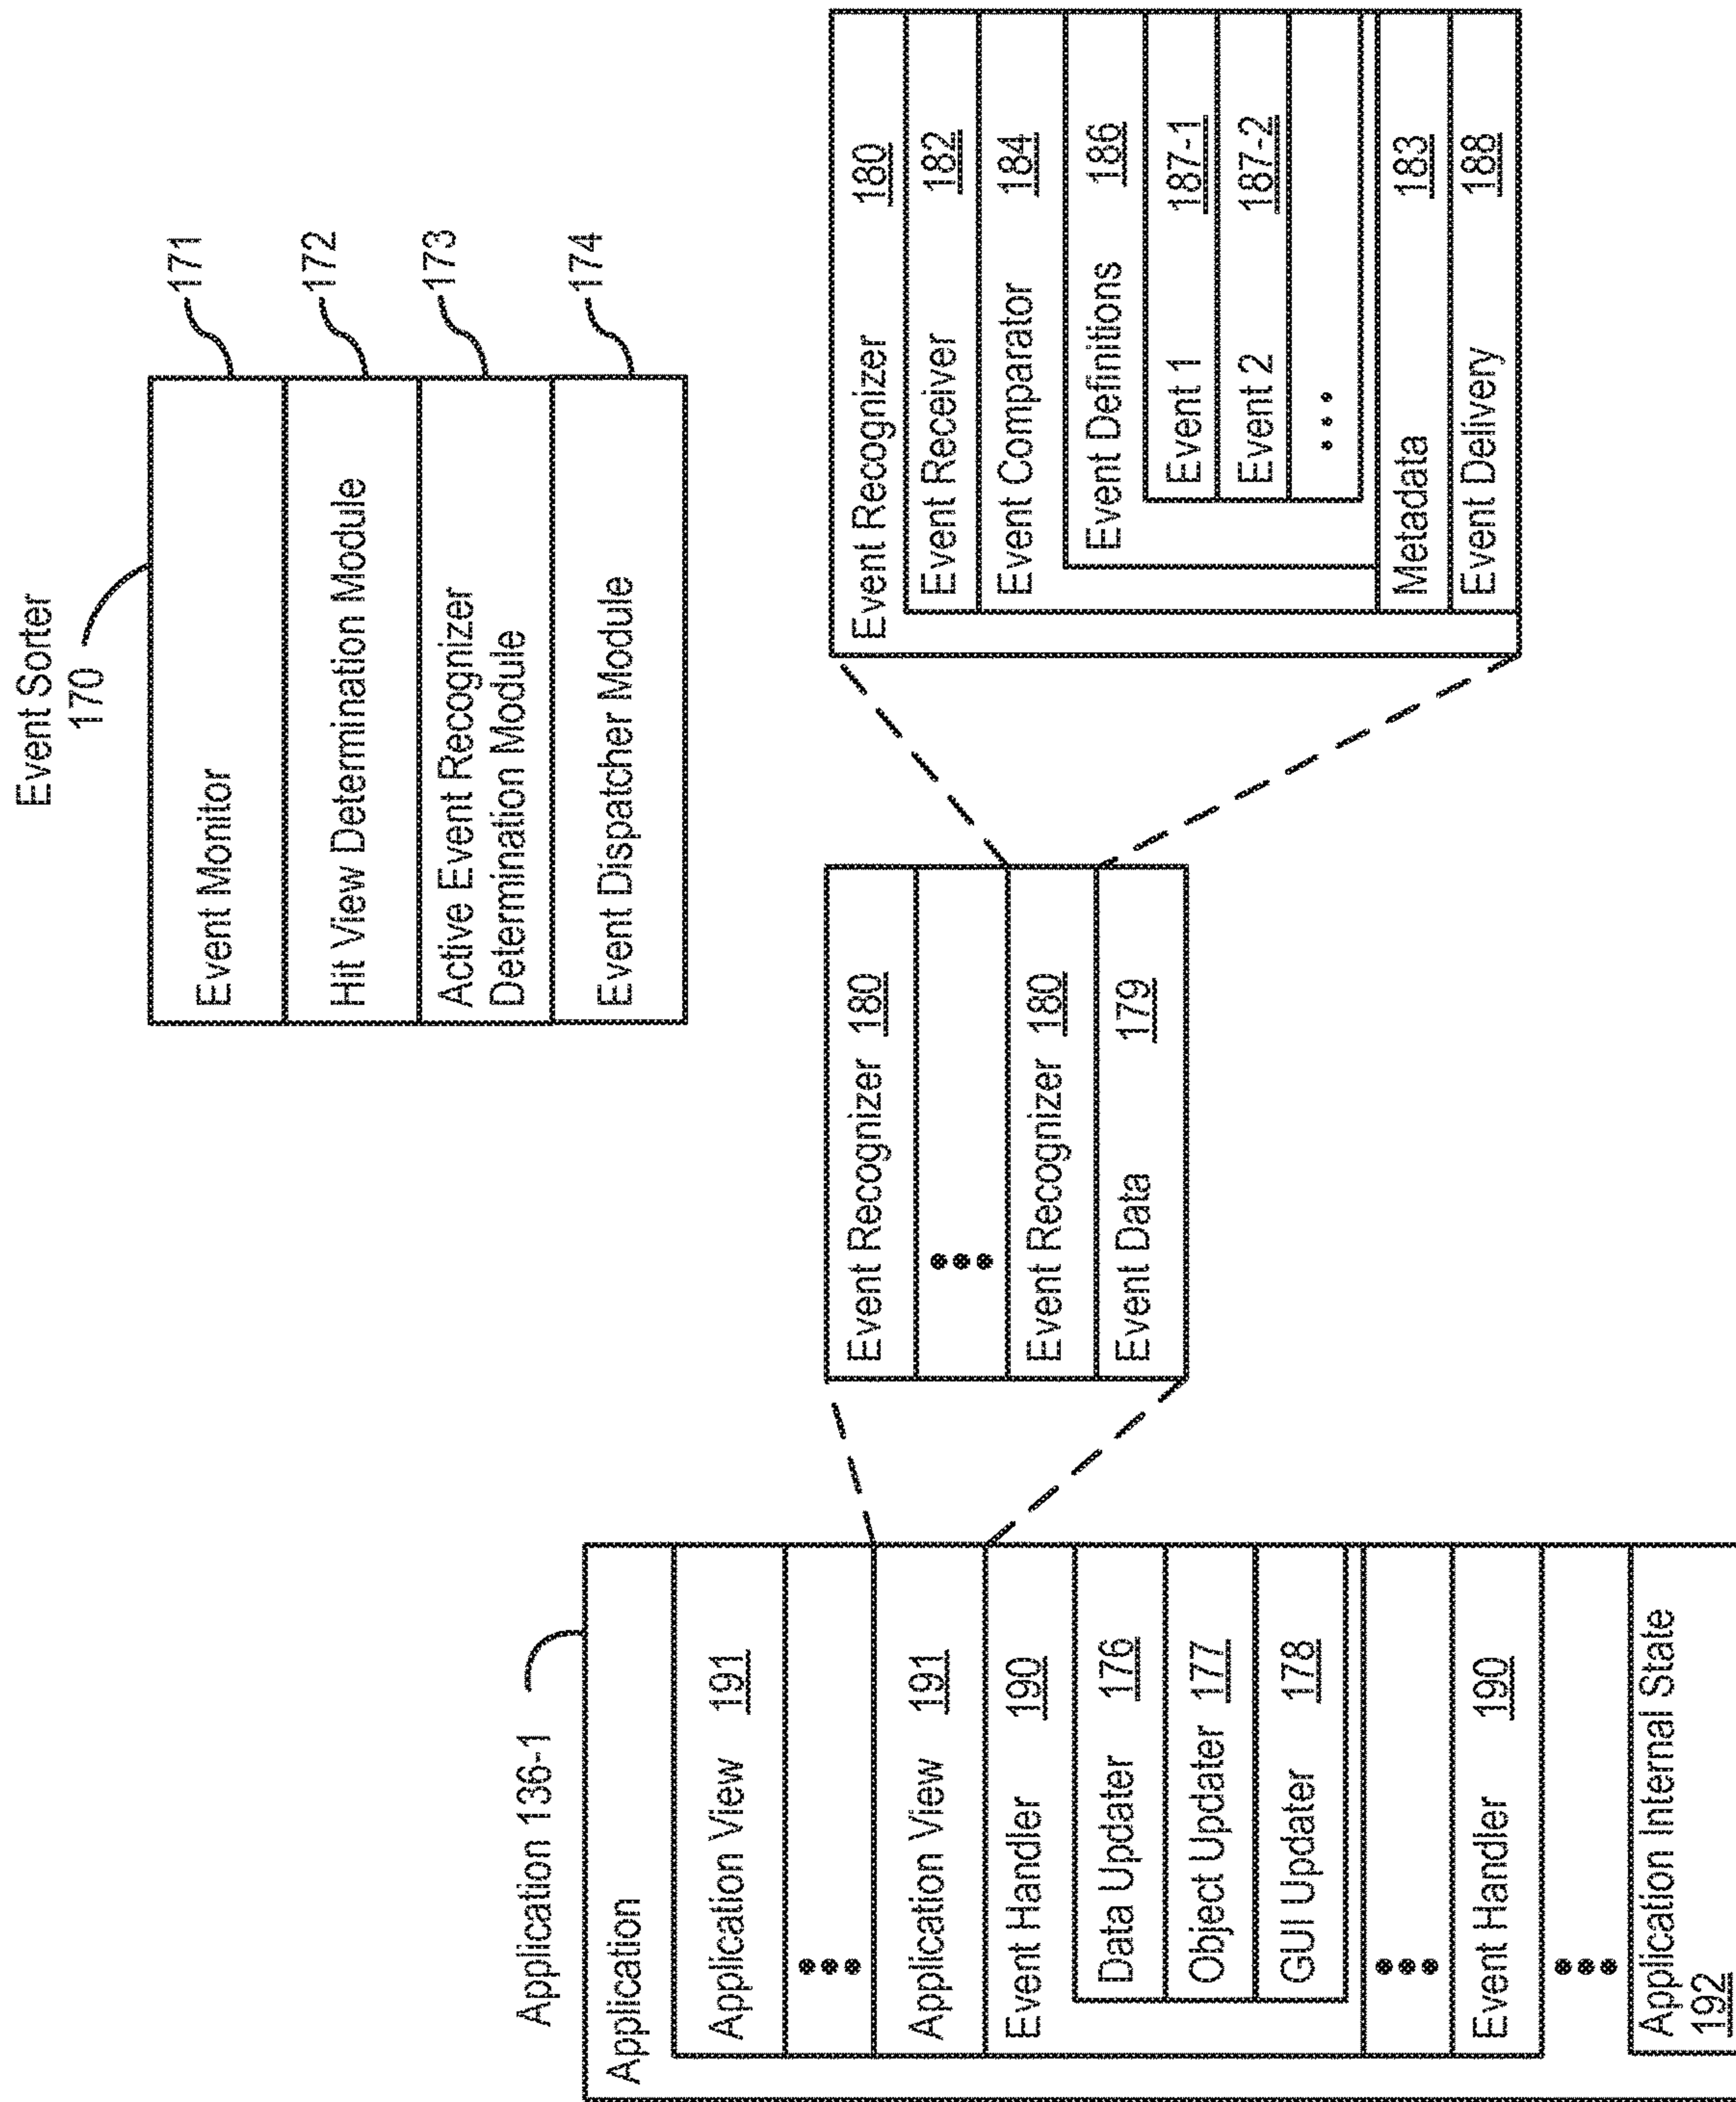 Event Sorter
170
Event Monitor
171
Hit View Determination Module
172
Active Event Recognizer
Determination Module
173
Event Dispatcher Module
174
Application 136-1
Application
Application View 191
Application View 191
Event Handler 190
Data Updater 176
Object Updater 177
GUI Updater 178
Event Handler 190
Application Internal State
192
Event Recognizer 180
Event Recognizer 180
Event Data 179
Event Recognizer 180
Event Receiver 182
Event Comparator 184
Event Definitions 186
Event 1 187-1
Event 2 187-2
Metadata 183
Event Delivery 188